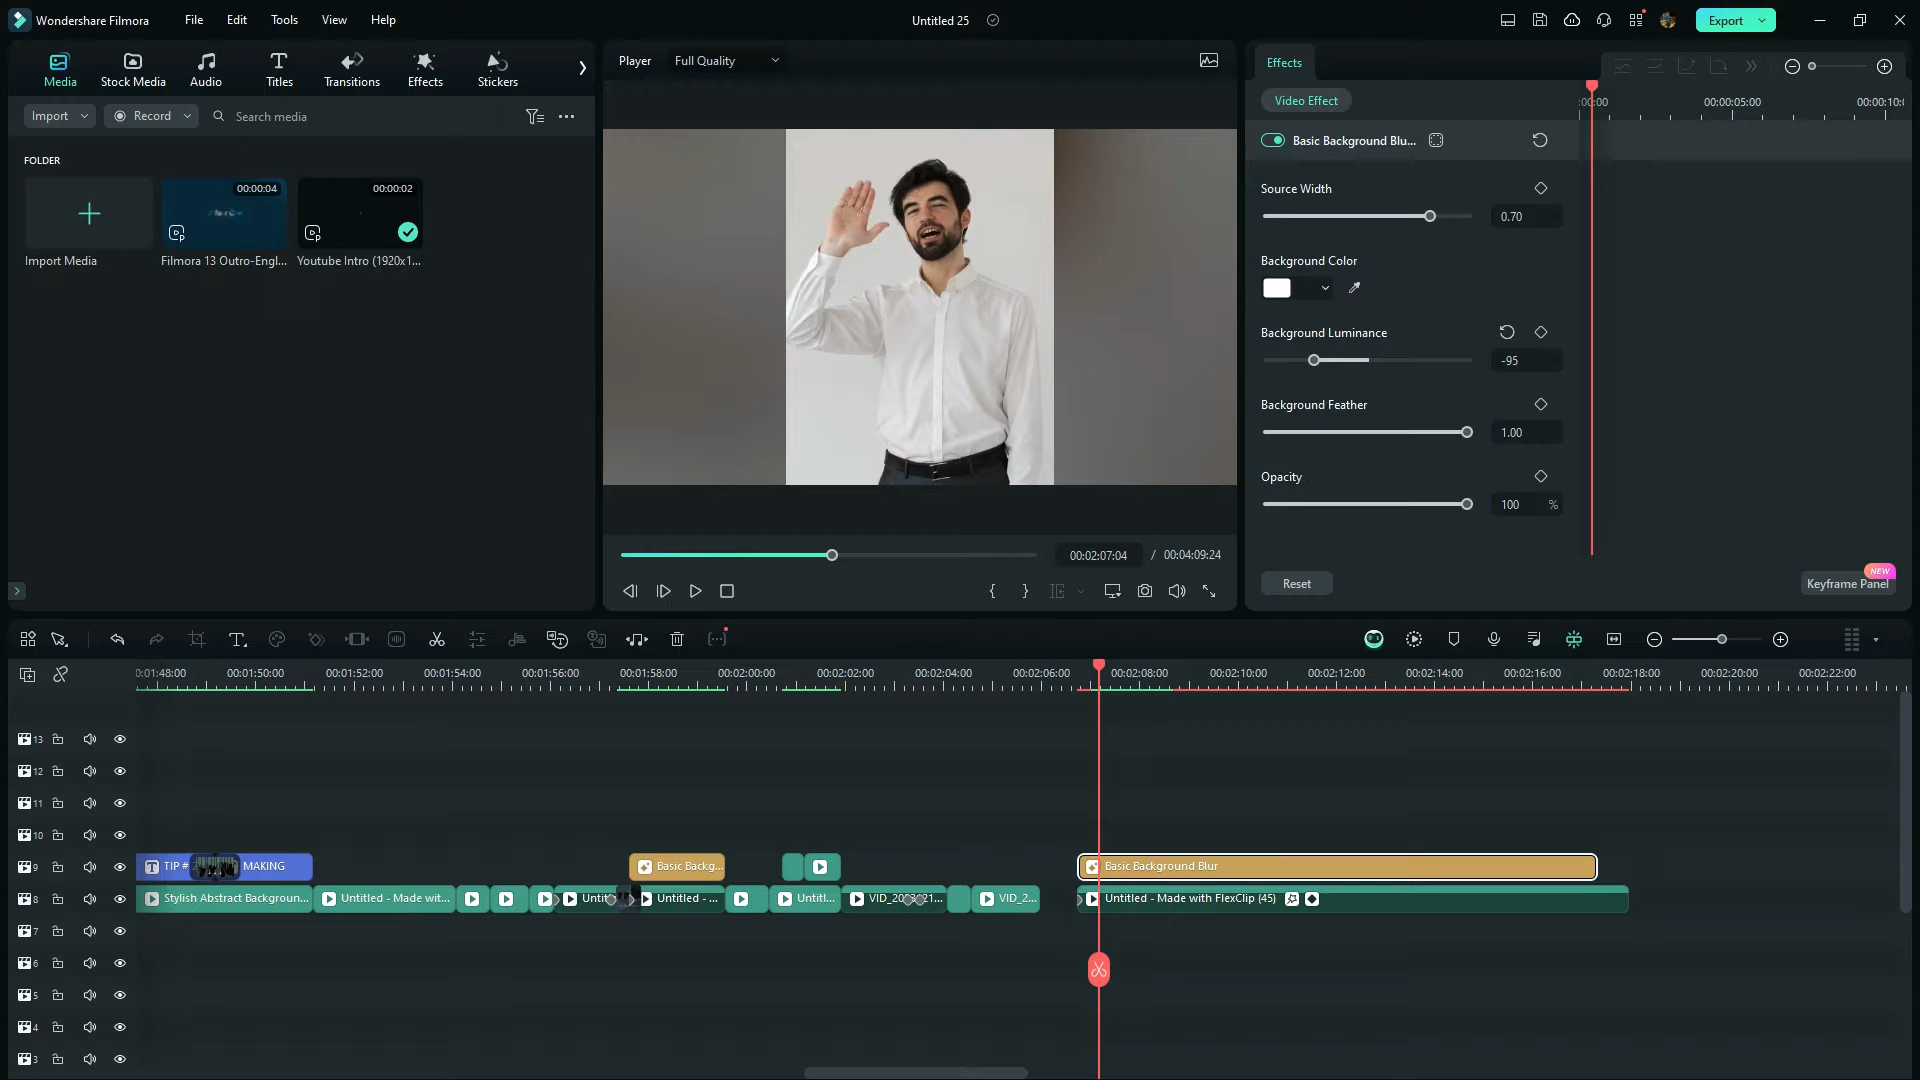 Wondershare Filmora
File
Edit
Tools
View
Help
Untitled 25
Export
Media
Stock Media
Audio
Titles
Transitions
Effects
Stickers
Player
Full Quality
Effects
Import
Record
Search media
Video Effect
:00:00
00:00:05:00
00:00:10:0
Basic Background Blu...
FOLDER
00:00:04
00:00:02
Import Media
Filmora 13 Outro-Engl...
Youtube Intro (1920x1...
Source Width
0.70
Background Color
Background Luminance
-95
Background Feather
1.00
Opacity
100 %
00:02:07:04 / 00:04:09:24
Reset
NEW
Keyframe Panel
0:01:48:00
00:01:50:00
00:01:52:00
00:01:54:00
00:01:56:00
00:01:58:00
00:02:00:00
00:02:02:00
00:02:04:00
00:02:06:00
00:02:08:00
00:02:10:00
00:02:12:00
00:02:14:00
00:02:16:00
00:02:18:00
00:02:20:00
00:02:22:00
13
12
11
10
9
TIP #
MAKING
Basic Backg...
Basic Background Blur
8
Stylish Abstract Backgroun...
Untitled - Made wit...
Untit
Untitled - ...
Untitl...
VID_2...
Untitled - Made with FlexClip (45)
7
6
5
4
3